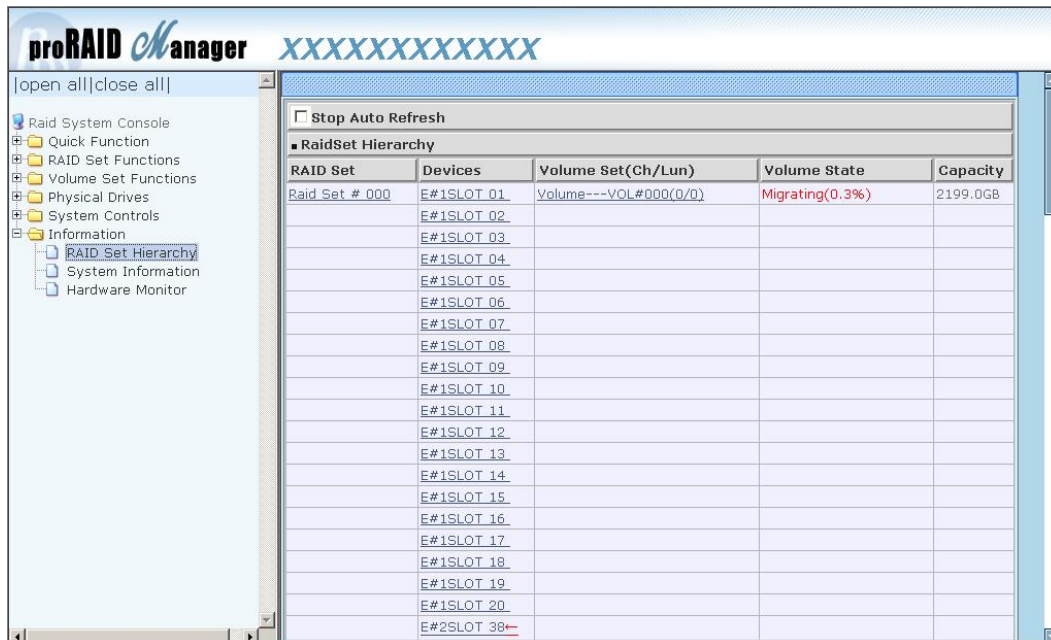 proRAID Manager XXXXXXXXXXXX
|open all|close all|
Raid System Console
Quick Function
RAID Set Functions
Volume Set Functions
Physical Drives
System Controls
Information
RAID Set Hierarchy
System Information
Hardware Monitor
Stop Auto Refresh
RaidSet Hierarchy
RAID Set Devices Volume Set(Ch/Lun) Volume State Capacity
Raid Set # 000 E#1SLOT 01 Volume---VOL#000(0/0) Migrating(0.3%) 2199.0GB
E#1SLOT 02
E#1SLOT 03
E#1SLOT 04
E#1SLOT 05
E#1SLOT 06
E#1SLOT 07
E#1SLOT 08
E#1SLOT 09
E#1SLOT 10
E#1SLOT 11
E#1SLOT 12
E#1SLOT 13
E#1SLOT 14
E#1SLOT 15
E#1SLOT 16
E#1SLOT 17
E#1SLOT 18
E#1SLOT 19
E#1SLOT 20
E#2SLOT 38←